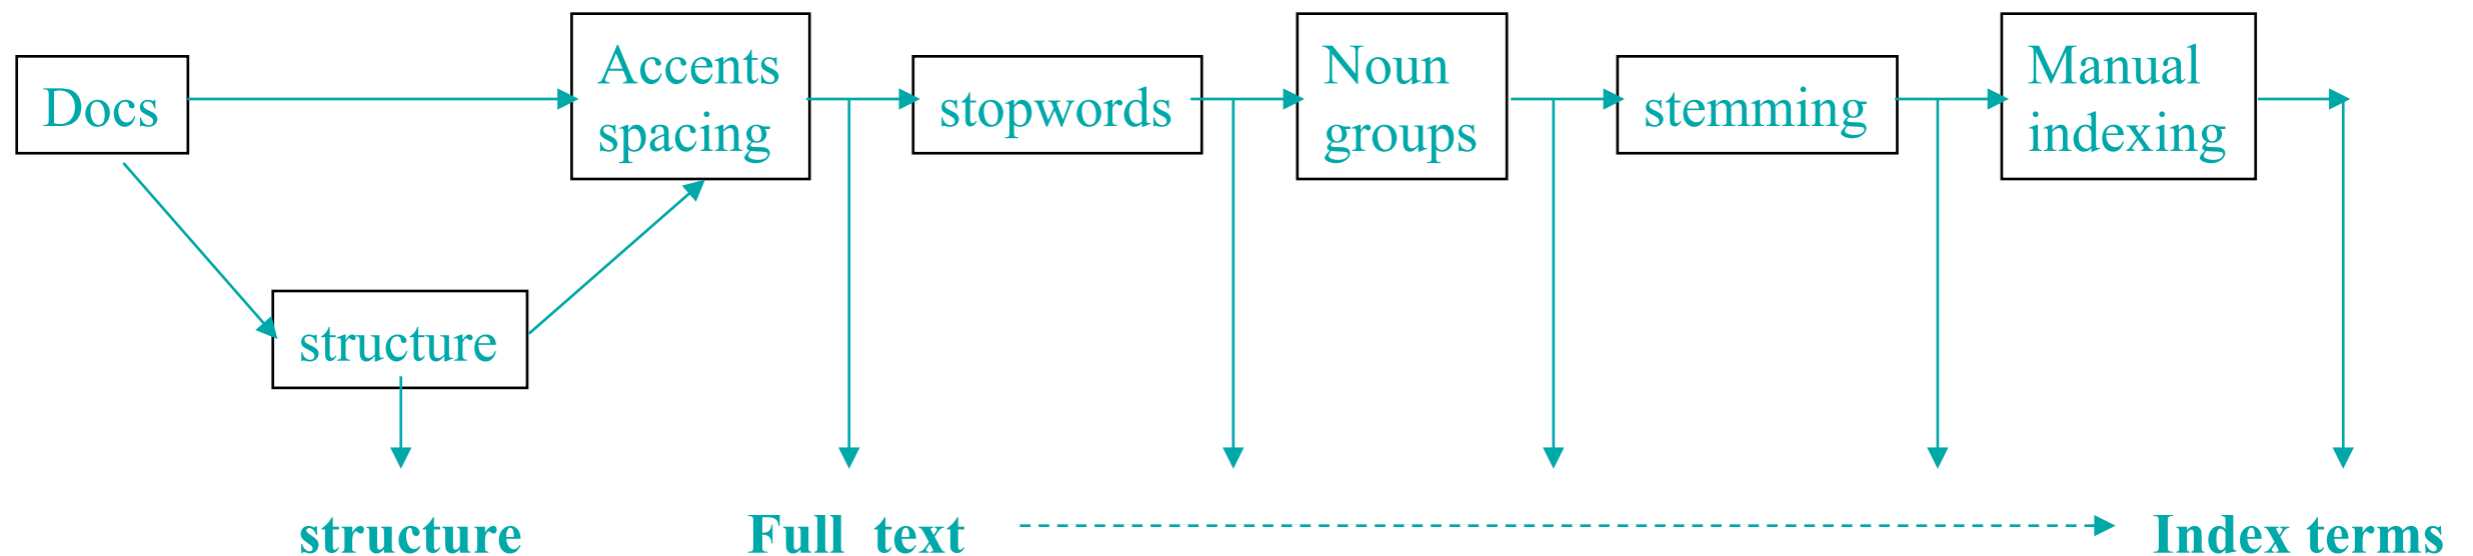 Docs
Accents
spacing
stopwords
Noun
groups
stemming
Manual
indexing
structure
structure
Full text
Index terms